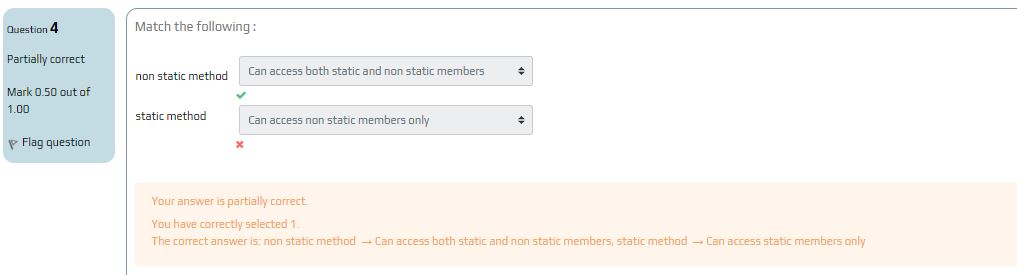 Question 4
Partially correct
Mark 0.50 out of
1.00
Flag question
Match the following :
non static method
Can access both static and non static members
static method
Can access non static members only
Your answer is partially correct.
You have correctly selected 1.
The correct answer is: non static method → Can access both static and non static members, static method → Can access static members only